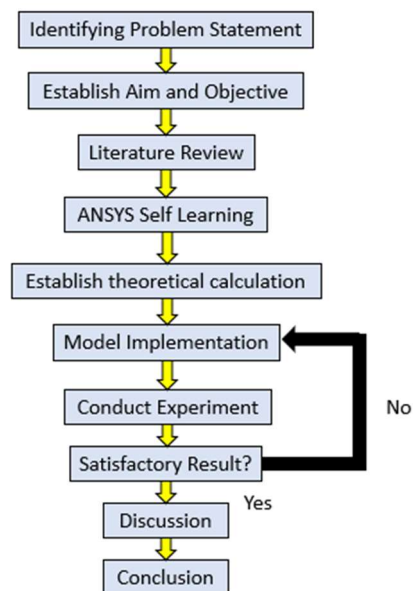 Identifying Problem Statement
Establish Aim and Objective
Literature Review
ANSYS Self Learning
Establish theoretical calculation
Model Implementation
Conduct Experiment
No
Satisfactory Result?
Yes
Discussion
Conclusion